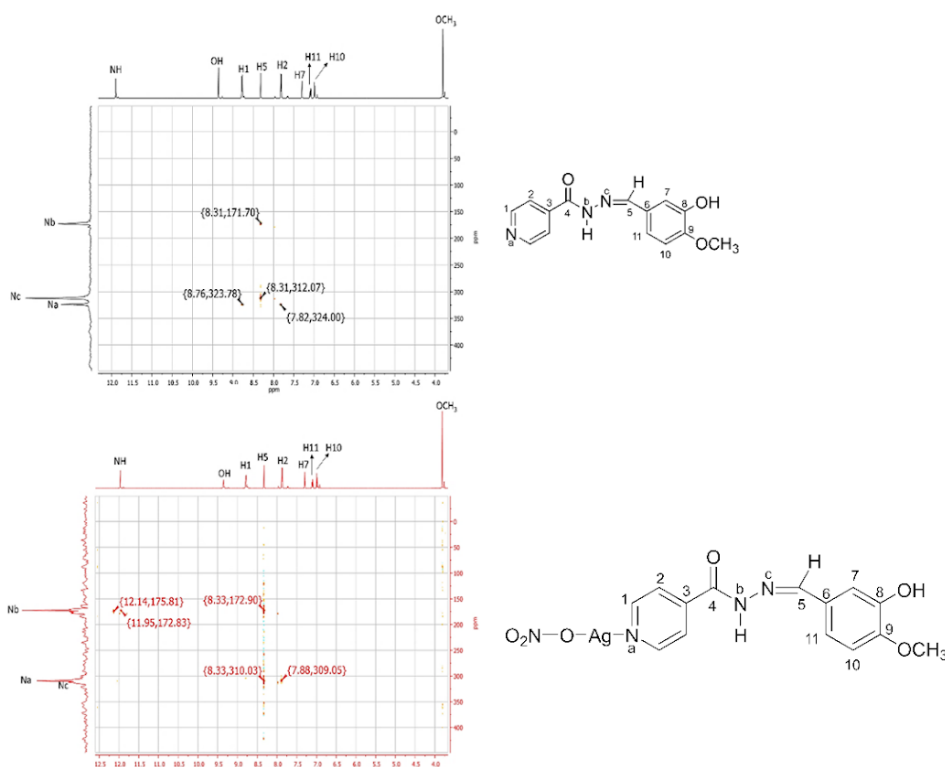 OCH3
NH
OH
H1
H5
H2
H7
H11
H10
Nb
Nc
Na
{8.31,171.70}
{8.31,312.07}
{8.76,323.78}
{7.82,324.00}
0
50
100
150
200
250
300
350
400
ppm
12.0 11.5 11.0 10.5 10.0 9.5 9.0 8.5 8.0 7.5 7.0 6.5 6.0 5.5 5.0 4.5 4.0
ppm
1
2
3
O
4
N
b
H
N
c
H
5
6
7
8
OH
9
OCH3
10
11
N
a
OCH3
NH
OH
H1
H5
H2
H7
H11
H10
Nb
Na
Nc
{12.14,175.81}
{11.95,172.83}
{8.33,172.90}
{8.33,310.03}
{7.88,309.05}
0
50
100
150
200
250
300
350
400
ppm
12.5 12.0 11.5 11.0 10.5 10.0 9.5 9.0 8.5 8.0 7.5 7.0 6.5 6.0 5.5 5.0 4.5 4.0
ppm
O2N
O
Ag
N
a
1
2
3
O
4
N
b
H
N
c
H
5
6
7
8
OH
9
OCH3
10
11